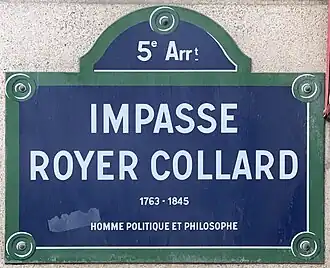 5e Arrt
IMPASSE
ROYER COLLARD
1763 - 1845
HOMME POLITIQUE ET PHILOSOPHE